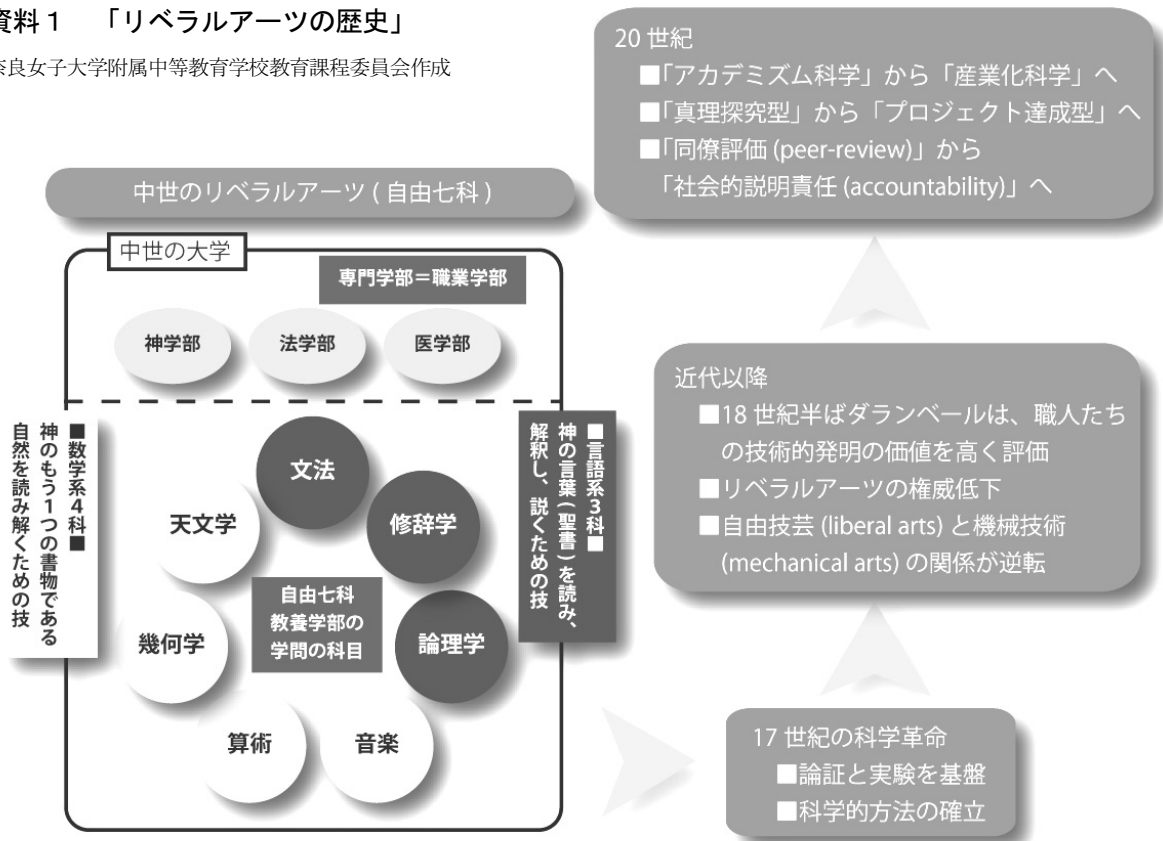 資料１　「リベラルアーツの歴史」
奈良女子大学附属中等教育学校教育課程委員会作成
中世のリベラルアーツ ( 自由七科 )
中世の大学
専門学部＝職業学部
神学部
法学部
医学部
■数学系４科■
神のもう１つの書物である
自然を読み解くための技
■言語系３科■
神の言葉（聖書）を読み、
解釈し、説くための技
文法
修辞学
論理学
音楽
算術
幾何学
天文学
自由七科
教養学部の
学問の科目
17 世紀の科学革命
■論証と実験を基盤
■科学的方法の確立
近代以降
■18 世紀半ばダランベールは、職人たち
の技術的発明の価値を高く評価
■リベラルアーツの権威低下
■自由技芸 (liberal arts) と機械技術
(mechanical arts) の関係が逆転
20 世紀
■「アカデミズム科学」から「産業化科学」へ
■「真理探究型」から「プロジェクト達成型」へ
■「同僚評価 (peer-review)」から
「社会的説明責任 (accountability)」へ